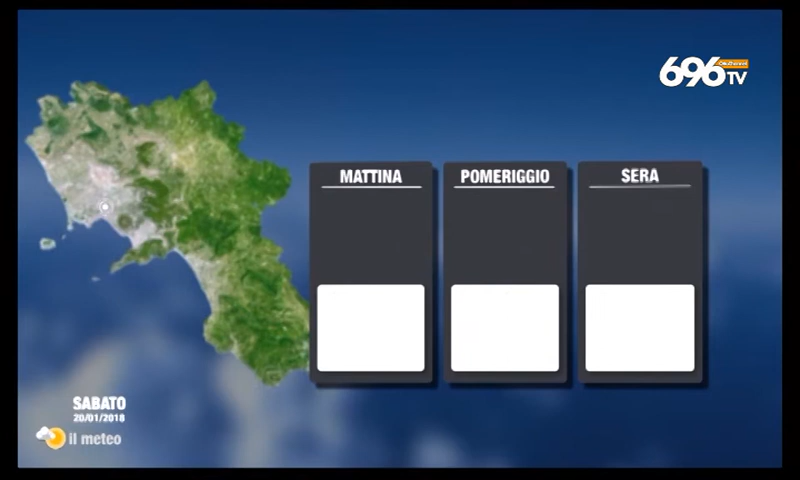 696
TV
MATTINA
POMERIGGIO
SERA
SABATO
20/01/2018
il meteo